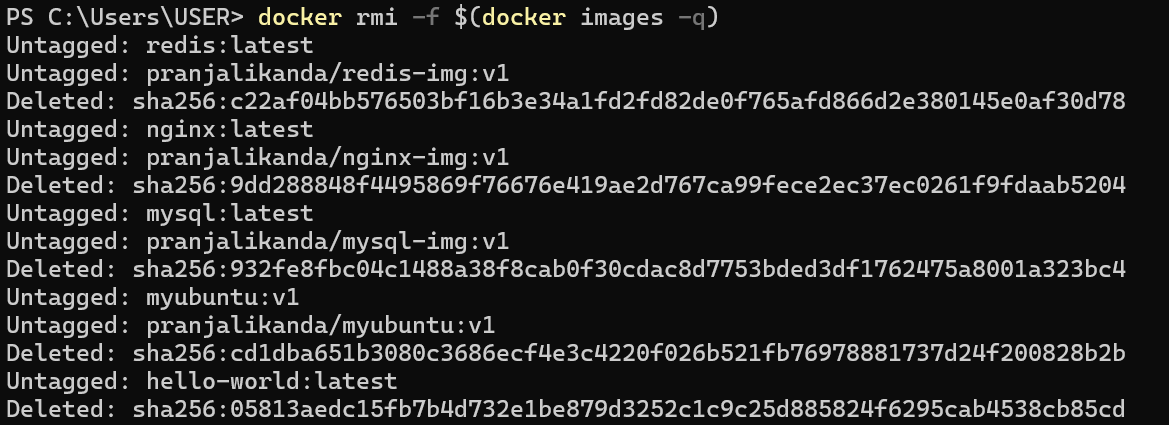 PS C:\Users\USER> docker rmi -f $(docker images -q)
Untagged: redis:latest
Untagged: pranjalikanda/redis-img:v1
Deleted: sha256:c22af04bb576503bf16b3e34a1fd2fd82de0f765afd866d2e380145e0af30d78
Untagged: nginx:latest
Untagged: pranjalikanda/nginx-img:v1
Deleted: sha256:9dd288848f4495869f76676e419ae2d767ca99fece2ec37ec0261f9fdaab5204
Untagged: mysql:latest
Untagged: pranjalikanda/mysql-img:v1
Deleted: sha256:932fe8fbc04c1488a38f8cab0f30cdac8d7753bded3df1762475a8001a323bc4
Untagged: myubuntu:v1
Untagged: pranjalikanda/myubuntu:v1
Deleted: sha256:cd1dba651b3080c3686ecf4e3c4220f026b521fb76978881737d24f200828b2b
Untagged: hello-world:latest
Deleted: sha256:05813aedc15fb7b4d732e1be879d3252c1c9c25d885824f6295cab4538cb85cd